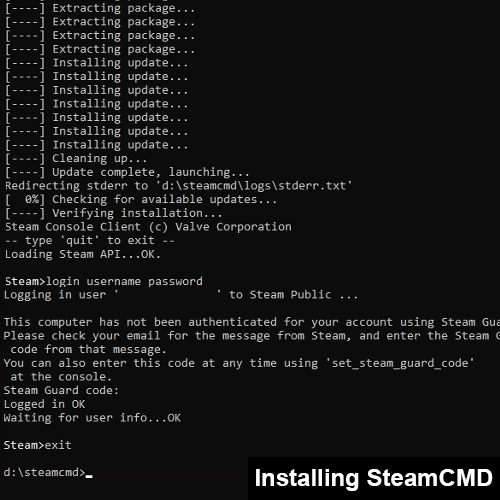 [----] Extracting package...
[----] Extracting package...
[----] Extracting package...
[----] Extracting package...
[----] Installing update...
[----] Installing update...
[----] Installing update...
[----] Installing update...
[----] Installing update...
[----] Installing update...
[----] Installing update...
[----] Cleaning up...
[----] Update complete, launching...
Redirecting stderr to 'd:\steamcmd\logs\stderr.txt'
[  0%] Checking for available updates...
[----] Verifying installation...
Steam Console Client (c) Valve Corporation
-- type 'quit' to exit --
Loading Steam API...OK.
Steam>login username password
Logging in user '              ' to Steam Public ...
This computer has not been authenticated for your account using Steam Gua
Please check your email for the message from Steam, and enter the Steam G
 code from that message.
You can also enter this code at any time using 'set_steam_guard_code'
 at the console.
Steam Guard code:
Logged in OK
Waiting for user info...OK
Steam>exit
d:\steamcmd>_
Installing SteamCMD